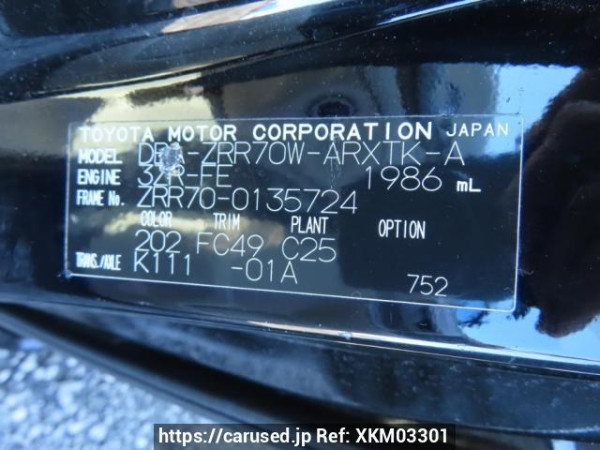 TOYOTA MOTOR CORPORATION JAPAN
MODEL DBA-ZRR70W-ARXTK-A
ENGINE 3ZR-FE 1986 mL
FRAME No. ZRR70-0135724
COLOR TRIM PLANT OPTION
202 FC49 C25
TRANS./AXLE K111 -01A
752
https://carused.jp Ref: XKM03301